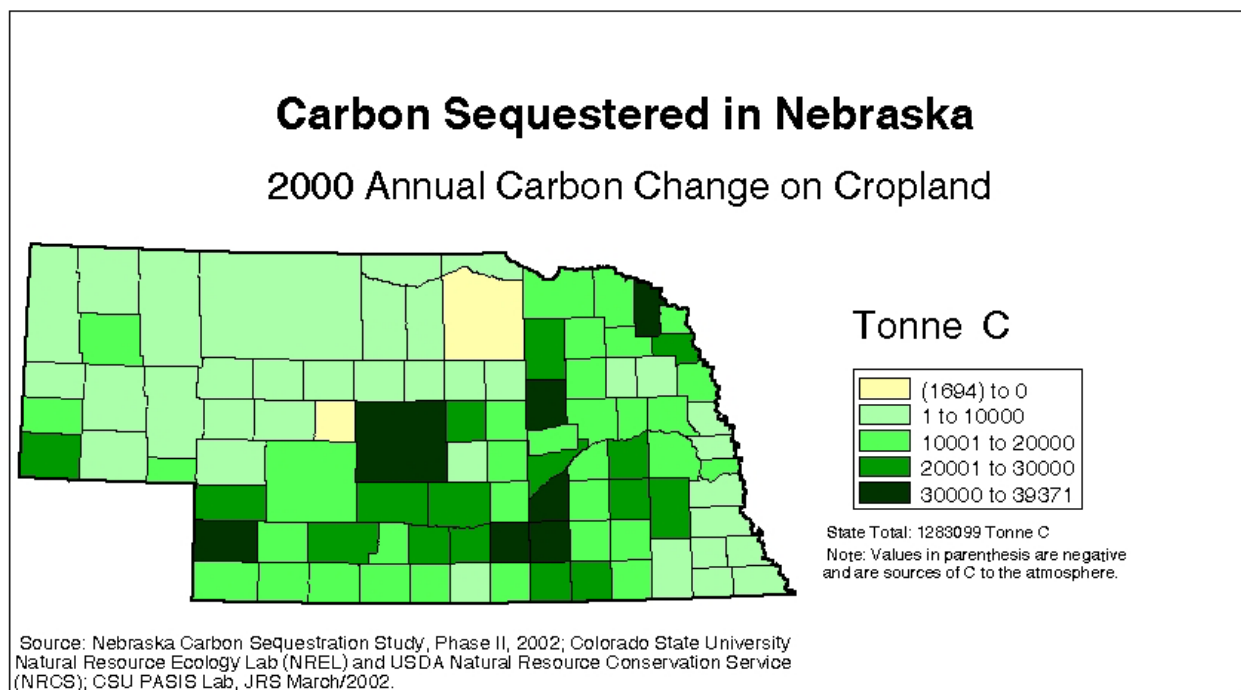 Carbon Sequestered in Nebraska
2000 Annual Carbon Change on Cropland
Tonne C
(1694) to 0
1 to 10000
10001 to 20000
20001 to 30000
30000 to 39371
State Total: 1283099 Tonne C
Note: Values in parenthesis are negative
and are sources of C to the atmosphere.
Source: Nebraska Carbon Sequestration Study, Phase II, 2002; Colorado State University
Natural Resource Ecology Lab (NREL) and USDA Natural Resource Conservation Service
(NRCS); CSU PASIS Lab, JRS March/2002.